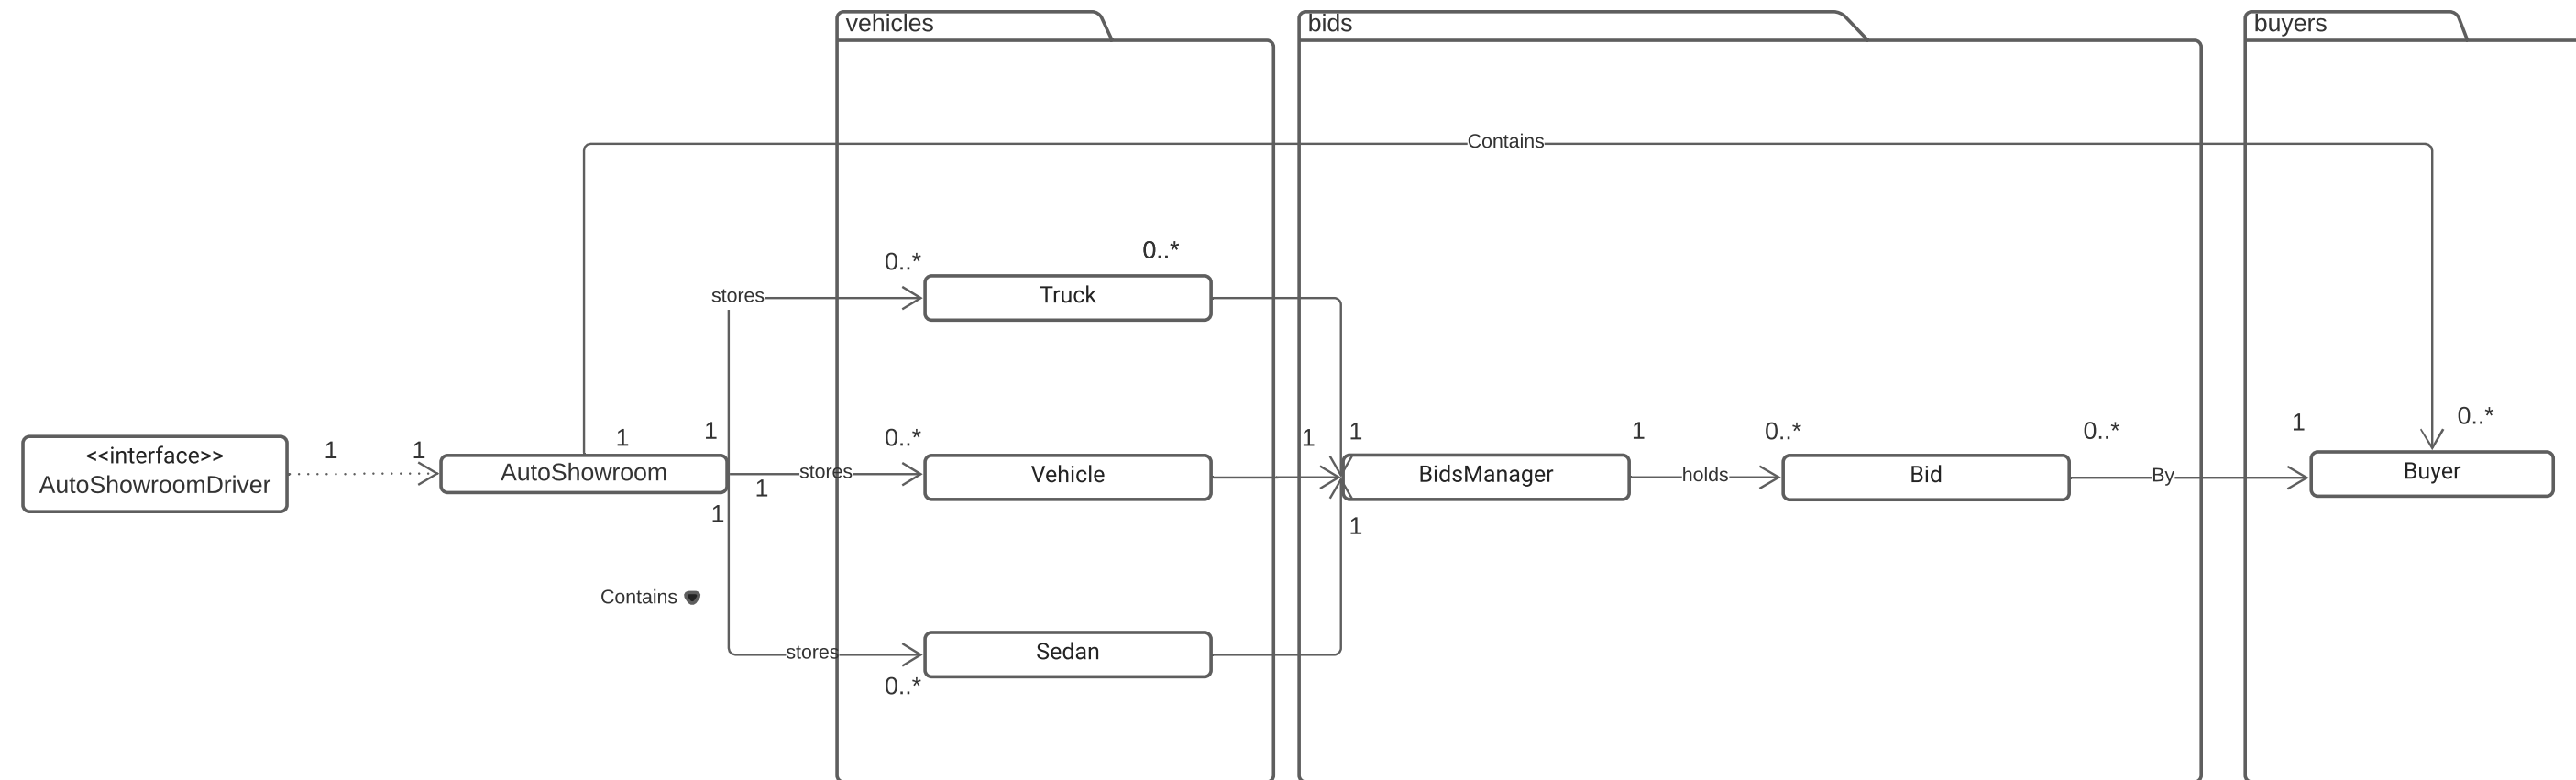 vehicles
bids
buyers
Contains
0..*
0..*
stores
Truck
0..*
1
1
1
0..*
1
1
1
0..*
0..*
1
<<interface>>
AutoShowroomDriver
1
AutoShowroom
stores
Vehicle
BidsManager
holds
Bid
By
Buyer
1
1
1
Contains
stores
Sedan
0..*